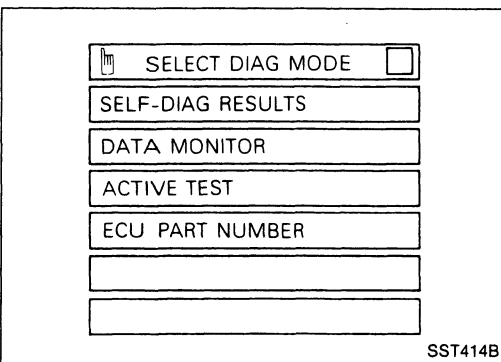 SELECT DIAG MODE
SELF-DIAG RESULTS
DATA MONITOR
ACTIVE TEST
ECU PART NUMBER
SST414B